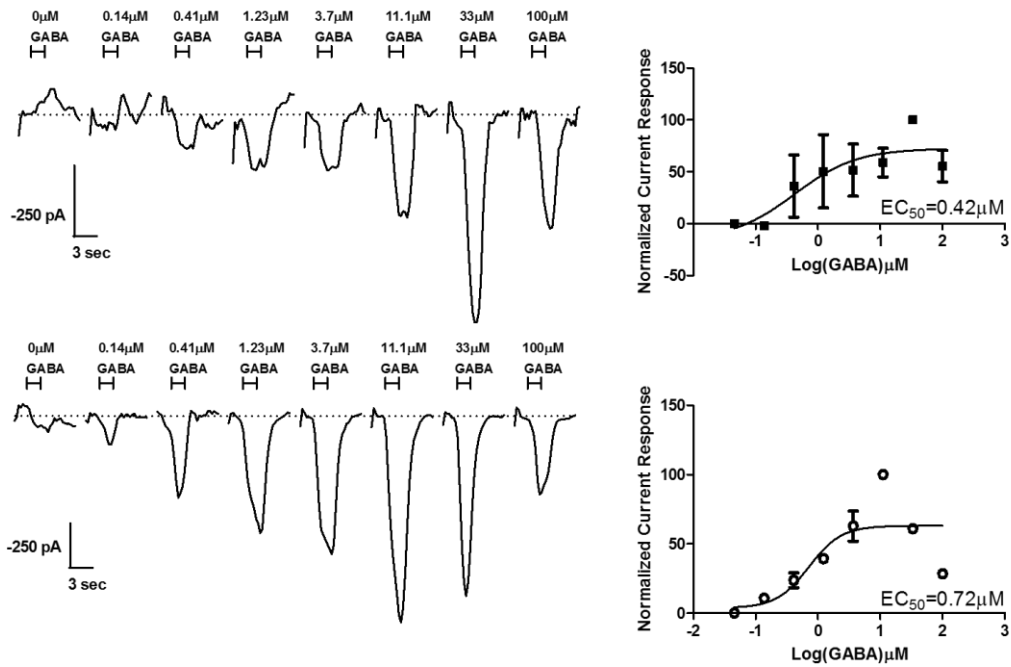 0μM 0.14μM 0.41μM 1.23μM 3.7μM 11.1μM 33μM 100μM
GABA GABA GABA GABA GABA GABA GABA GABA
-250 pA
3 sec
150
100
50
0
-50
Normalized Current Response
EC50=0.42μM
-1 0 1 2 3
Log(GABA)μM
0μM 0.14μM 0.41μM 1.23μM 3.7μM 11.1μM 33μM 100μM
GABA GABA GABA GABA GABA GABA GABA GABA
-250 pA
3 sec
150
100
50
0
Normalized Current Response
EC50=0.72μM
-2 -1 0 1 2 3
Log(GABA)μM